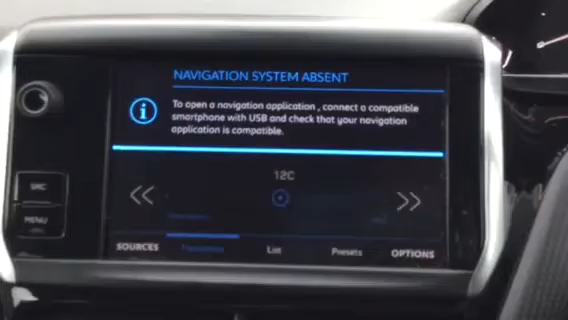 NAVIGATION SYSTEM ABSENT
To open a navigation application , connect a compatible
smartphone with USB and check that your navigation
application is compatible.
12C
SRC
MENU
SOURCES
List
Presets
OPTIONS